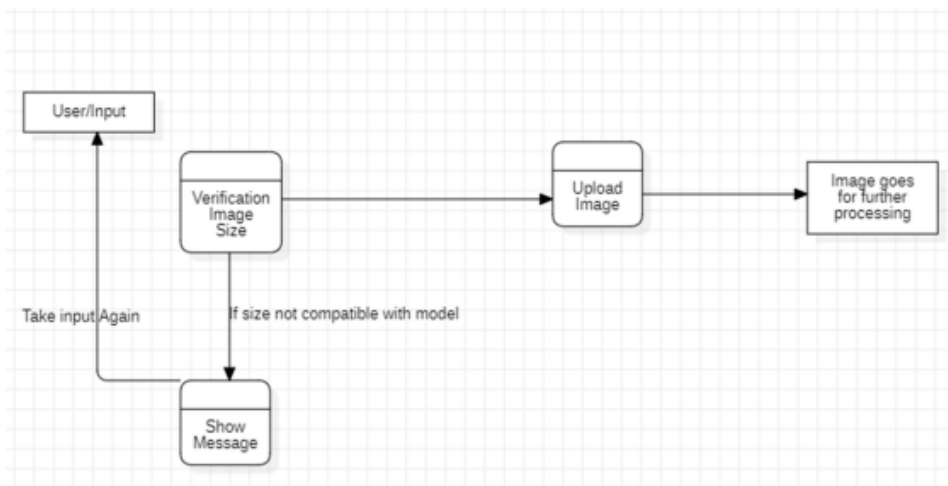 User/Input
Verification
Image
Size
Upload
Image
Image goes
for further
processing
Take input Again
If size not compatible with model
Show
Message